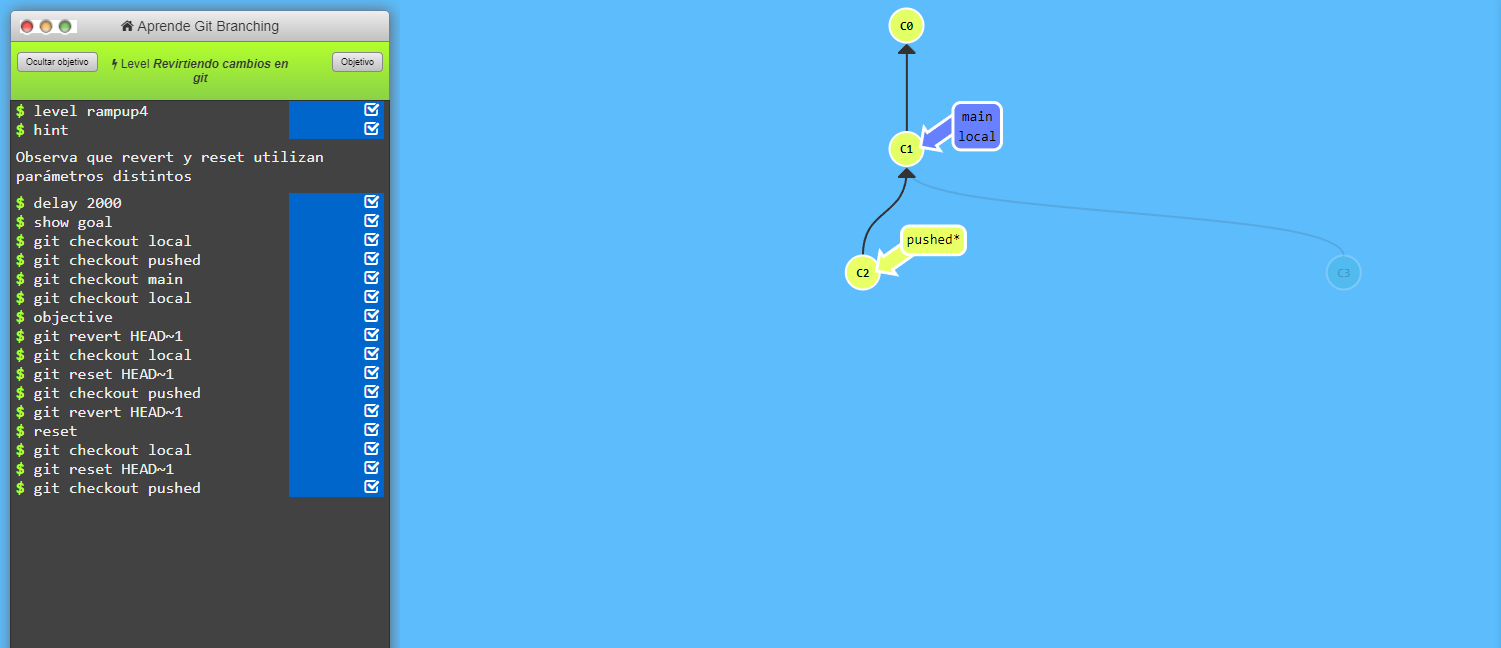 Aprende Git Branching
Ocultar objetivo
Level Revirtiendo cambios en
git
Objetivo
$ level rampup4
$ hint
Observa que revert y reset utilizan
parámetros distintos
$ delay 2000
$ show goal
$ git checkout local
$ git checkout pushed
$ git checkout main
$ git checkout local
$ objective
$ git revert HEAD~1
$ git checkout local
$ git reset HEAD~1
$ git checkout pushed
$ git revert HEAD~1
$ reset
$ git checkout local
$ git reset HEAD~1
$ git checkout pushed
C0
main
local
C1
pushed*
C2
C3